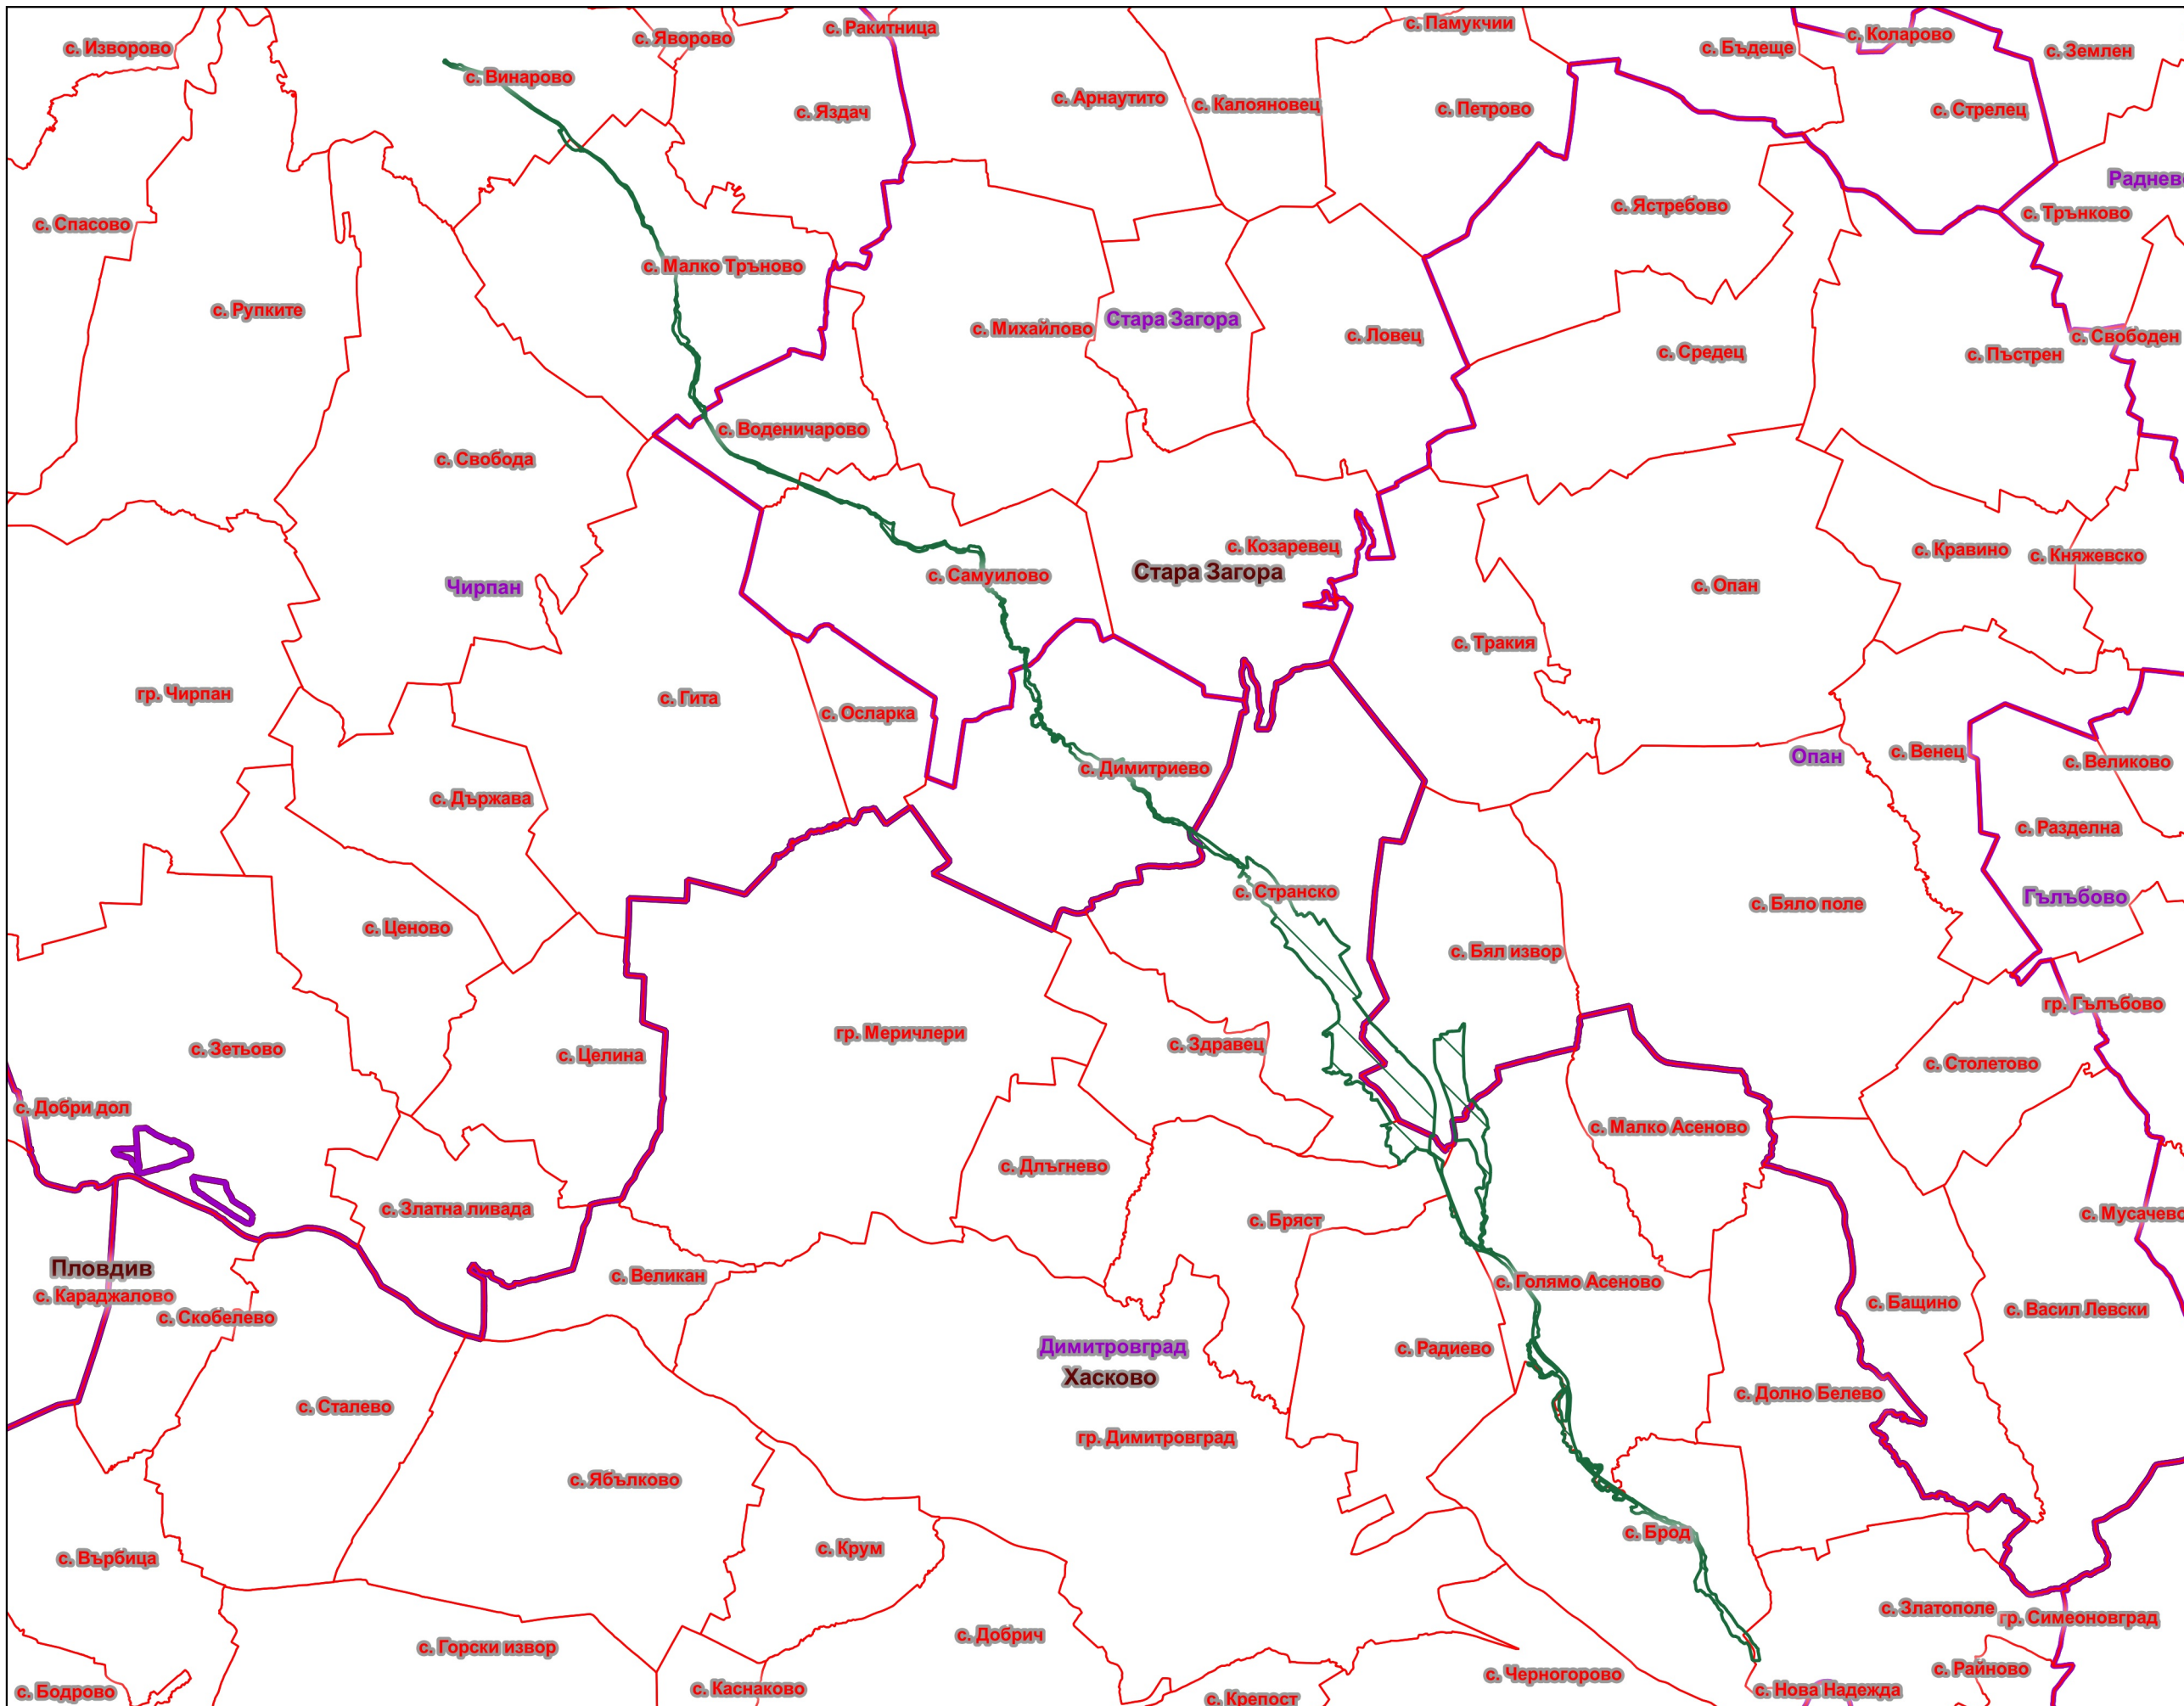 с. Памукчии
с. Ракитница
с. Коларово
с. Яворово
с. Изворово
с. Бъдеще
с. Землен
с. Винарово
с. Арнаутито
с. Калояновец
с. Петрово
с. Стрелец
с. Яздач
Раднево
с. Ястребово
с. Трънково
с. Спасово
с. Малко Тръново
с. Рупките
Стара Загора
с. Михайлово
с. Ловец
с. Свободен
с. Средец
с. Пъстрен
с. Воденичарово
с. Свобода
с. Козаревец
с. Кравино
с. Княжевско
Стара Загора
с. Самуилово
Чирпан
с. Опан
с. Тракия
гр. Чирпан
с. Гита
с. Осларка
с. Венец
Опан
с. Великово
с. Димитриево
с. Държава
с. Разделна
с. Странско
Гълъбово
с. Бяло поле
с. Ценово
с. Бял извор
гр. Гълъбово
гр. Меричлери
с. Здравец
с. Зетьово
с. Целина
с. Столетово
с. Добри дол
с. Малко Асеново
с. Длъгнево
с. Златна ливада
с. Бряст
с. Мусачево
Пловдив
с. Великан
с. Голямо Асеново
с. Караджалово
с. Бащино
с. Васил Левски
с. Скобелево
Димитровград
с. Радиево
Хасково
с. Долно Белево
с. Сталево
гр. Димитровград
с. Ябълково
с. Брод
с. Крум
с. Върбица
с. Златополе
гр. Симеоновград
с. Добрич
с. Горски извор
с. Черногорово
с. Райново
с. Бодрово
с. Каснаково
с. Нова Надежда
с. Крепост